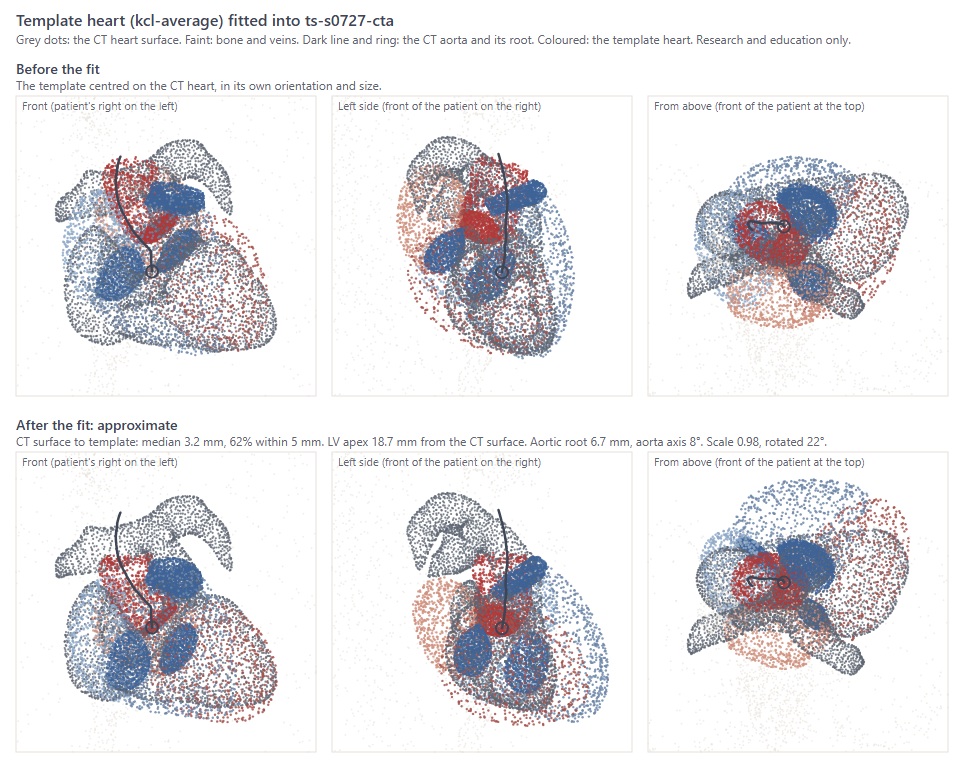 Template heart (kcl-average) fitted into ts-s0727-cta
Grey dots: the CT heart surface. Faint: bone and veins. Dark line and ring: the CT aorta and its root. Coloured: the template heart. Research and education only.
Before the fit
The template centred on the CT heart, in its own orientation and size.
Front (patient's right on the left)
Left side (front of the patient on the right)
From above (front of the patient at the top)
After the fit: approximate
CT surface to template: median 3.2 mm, 62% within 5 mm. LV apex 18.7 mm from the CT surface. Aortic root 6.7 mm, aorta axis 8°. Scale 0.98, rotated 22°.
Front (patient's right on the left)
Left side (front of the patient on the right)
From above (front of the patient at the top)